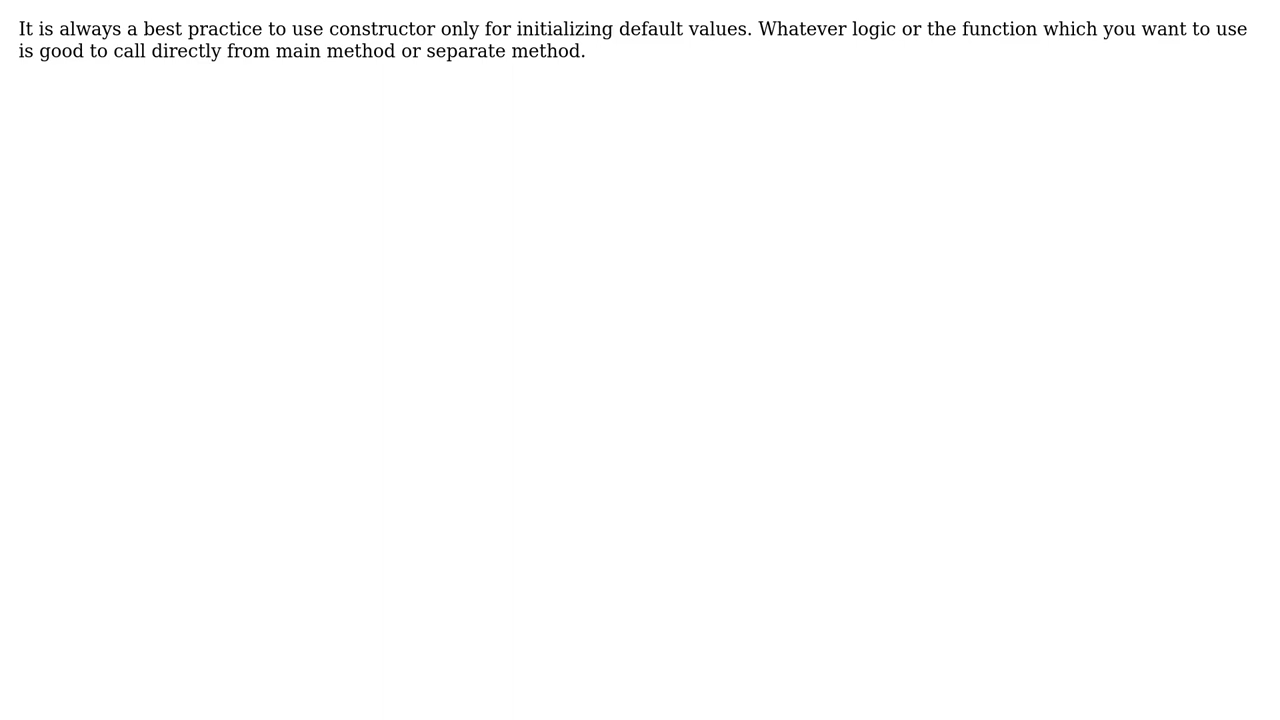 It is always a best practice to use constructor only for initializing default values. Whatever logic or the function which you want to use
is good to call directly from main method or separate method.